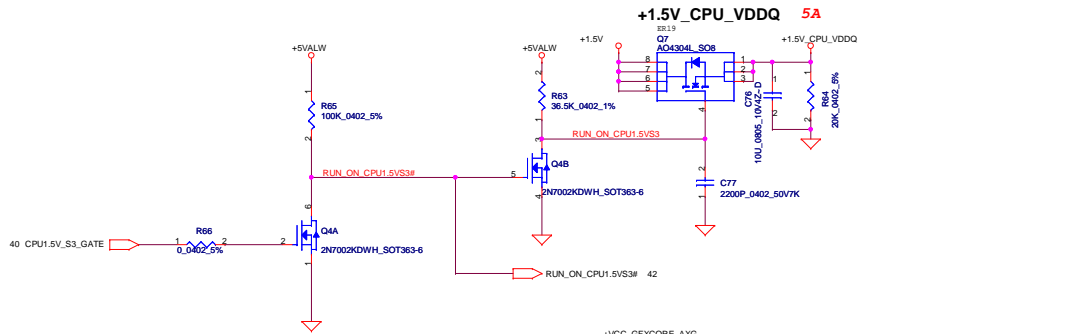 +1.5V_CPU_VDDQ 5A
ER19
Q7
AO4304L_SO8
+5VALW
+5VALW
+1.5V
+1.5V_CPU_VDDQ
8
7
6
5
1
2
3
4
1
R65
100K_0402_5%
2
2
R63
36.5K_0402_1%
1
C76
10U_0805_10V4Z~D
1
2
1
R64
20K_0402_5%
2
RUN_ON_CPU1.5VS3
3
Q4B
5
2N7002KDWH_SOT363-6
4
2
C77
2200P_0402_50V7K
1
RUN_ON_CPU1.5VS3#
6
Q4A
2
2N7002KDWH_SOT363-6
1
40 CPU1.5V_S3_GATE
1
R66
2
0_0402_5%
RUN_ON_CPU1.5VS3# 42